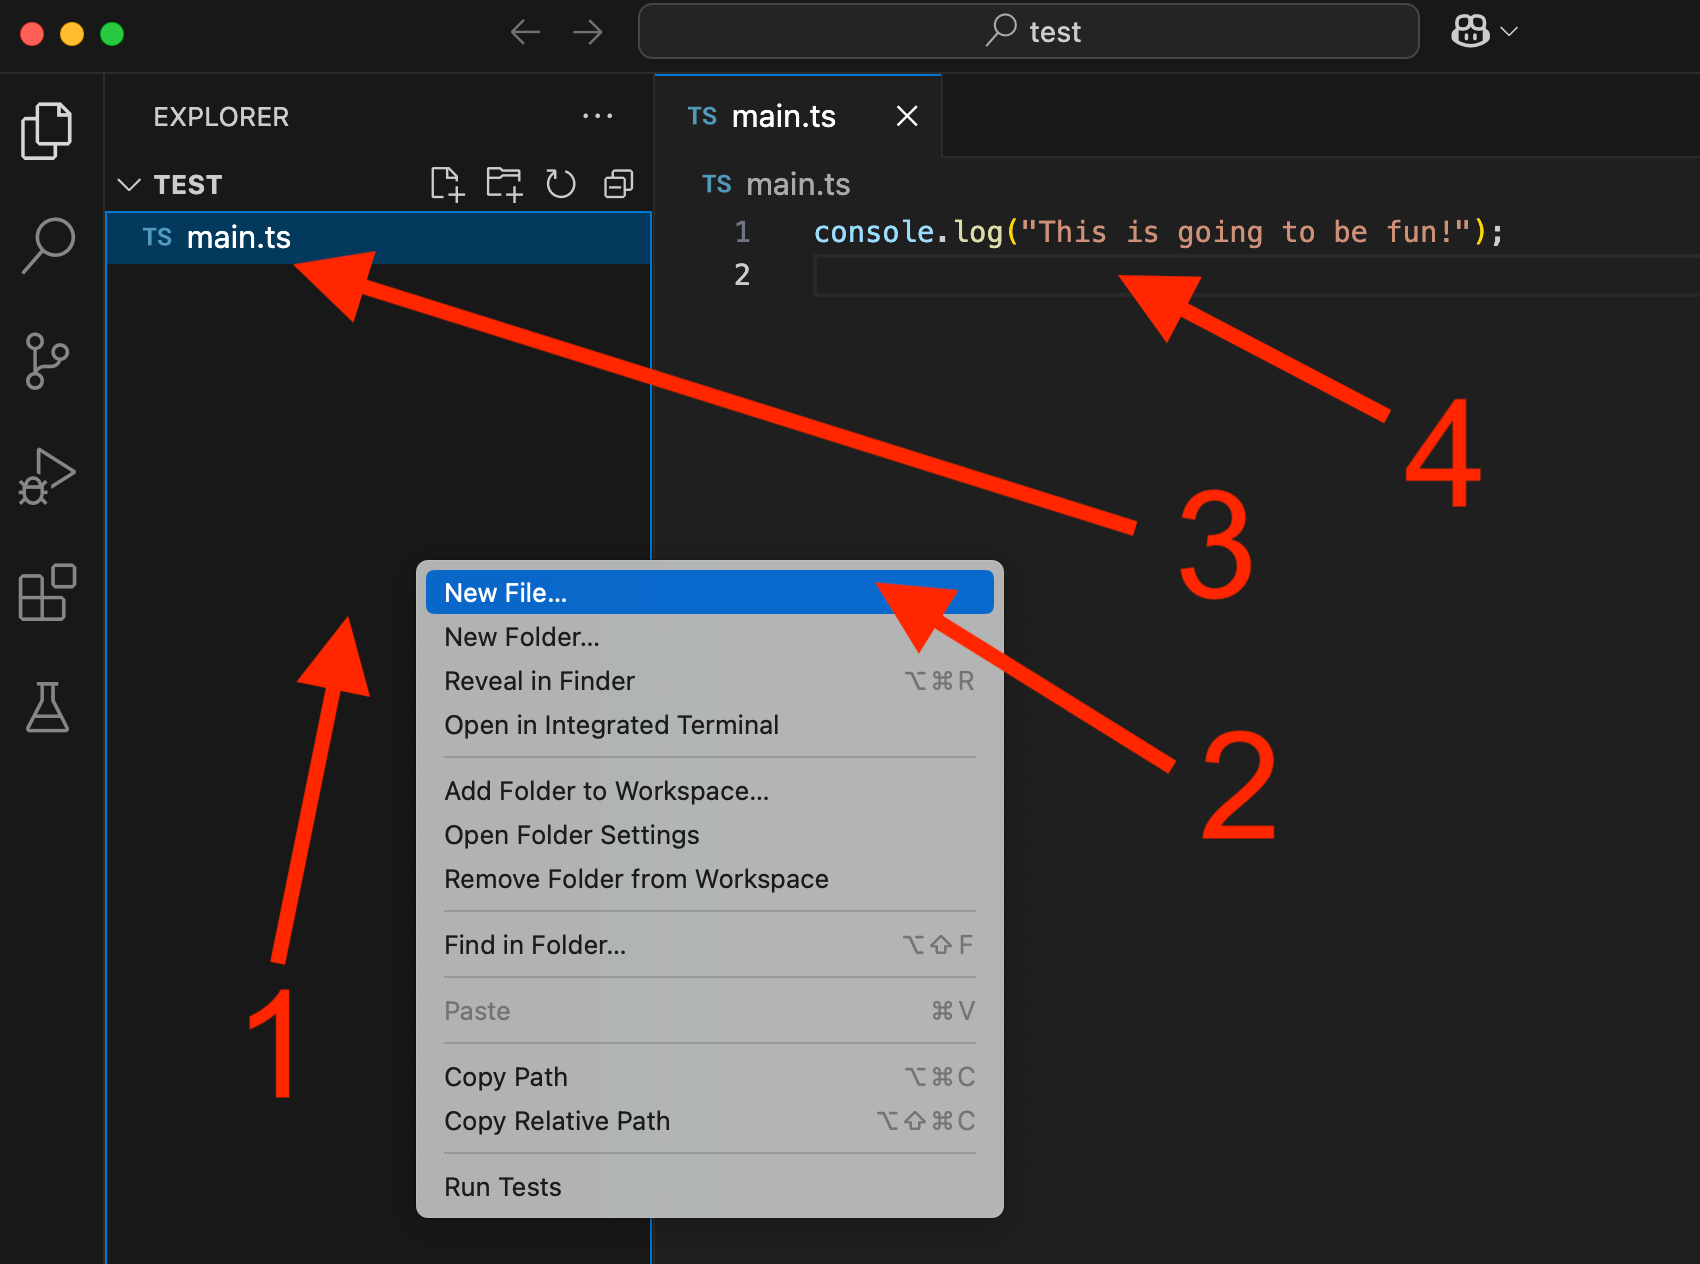 test
EXPLORER ...
TS main.ts
TEST
TS main.ts
TS main.ts
1 console.log("This is going to be fun!");
2
4
3
New File...
New Folder...
Reveal in Finder ⌥⌘R
Open in Integrated Terminal
2
Add Folder to Workspace...
Open Folder Settings
Remove Folder from Workspace
Find in Folder... ⌥⇧F
1
Paste ⌘V
Copy Path ⌥⌘C
Copy Relative Path ⌥⇧⌘C
Run Tests